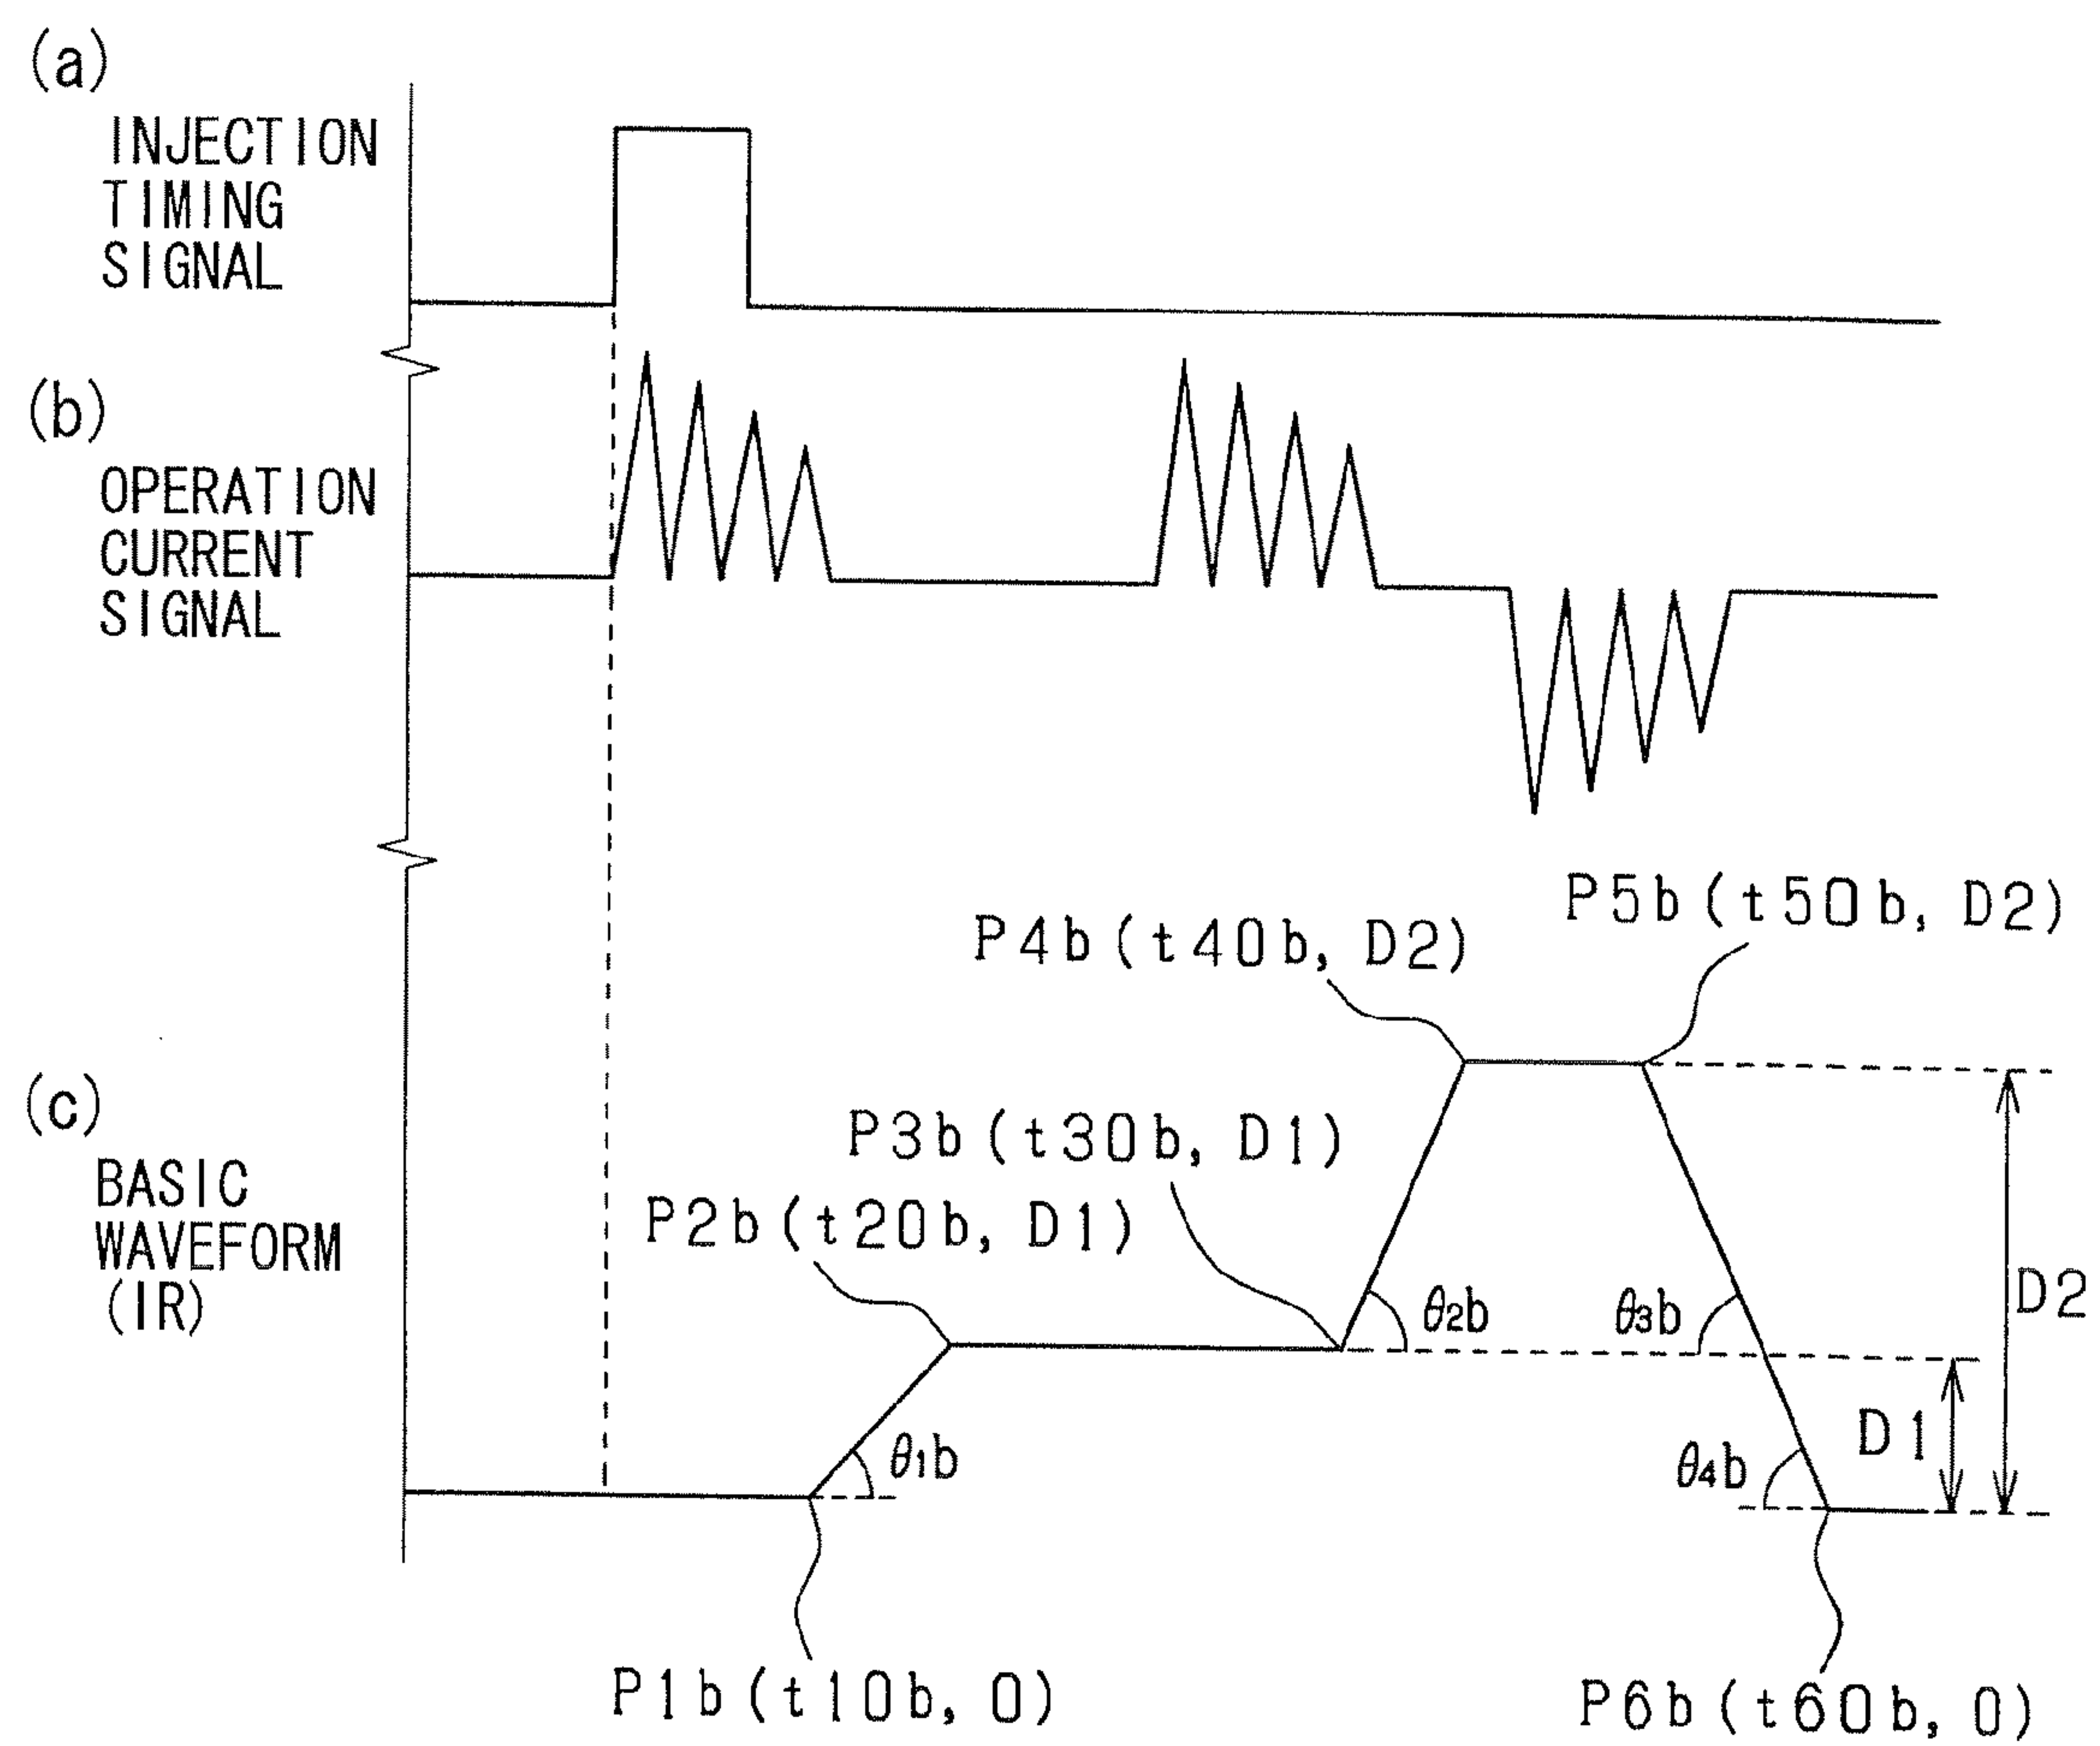 (a)
INJECTION
TIMING
SIGNAL
(b)
OPERATION
CURRENT
SIGNAL
P5b(t50b, D2)
P4b(t40b, D2)
(c)
BASIC
WAVEFORM
(IR)
P3b(t30b, D1)
P2b(t20b, D1)
θ2b
θ3b
D2
D1
θ1b
θ4b
P1b(t10b, 0)
P6b(t60b, 0)